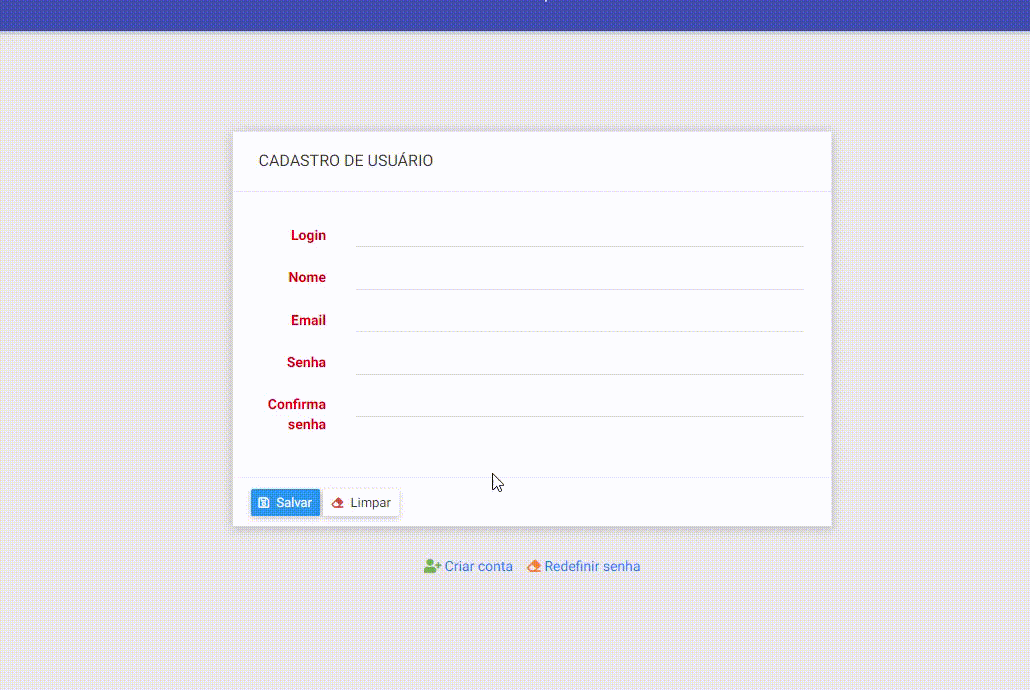 CADASTRO DE USUÁRIO
Login
Nome
Email
Senha
Confirma
senha
Salvar Limpar
Criar conta Redefinir senha